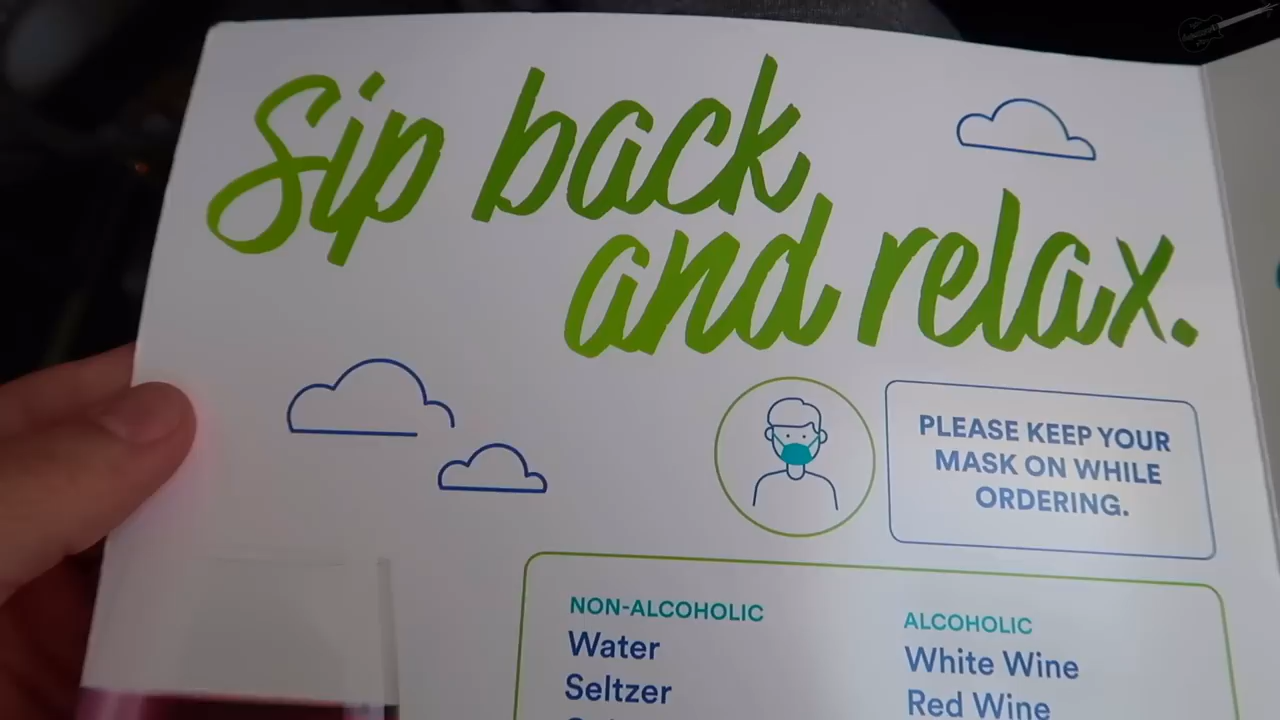 Sip back
and relax.
PLEASE KEEP YOUR
MASK ON WHILE
ORDERING.
NON-ALCOHOLIC
Water
Seltzer
ALCOHOLIC
White Wine
Red Wine